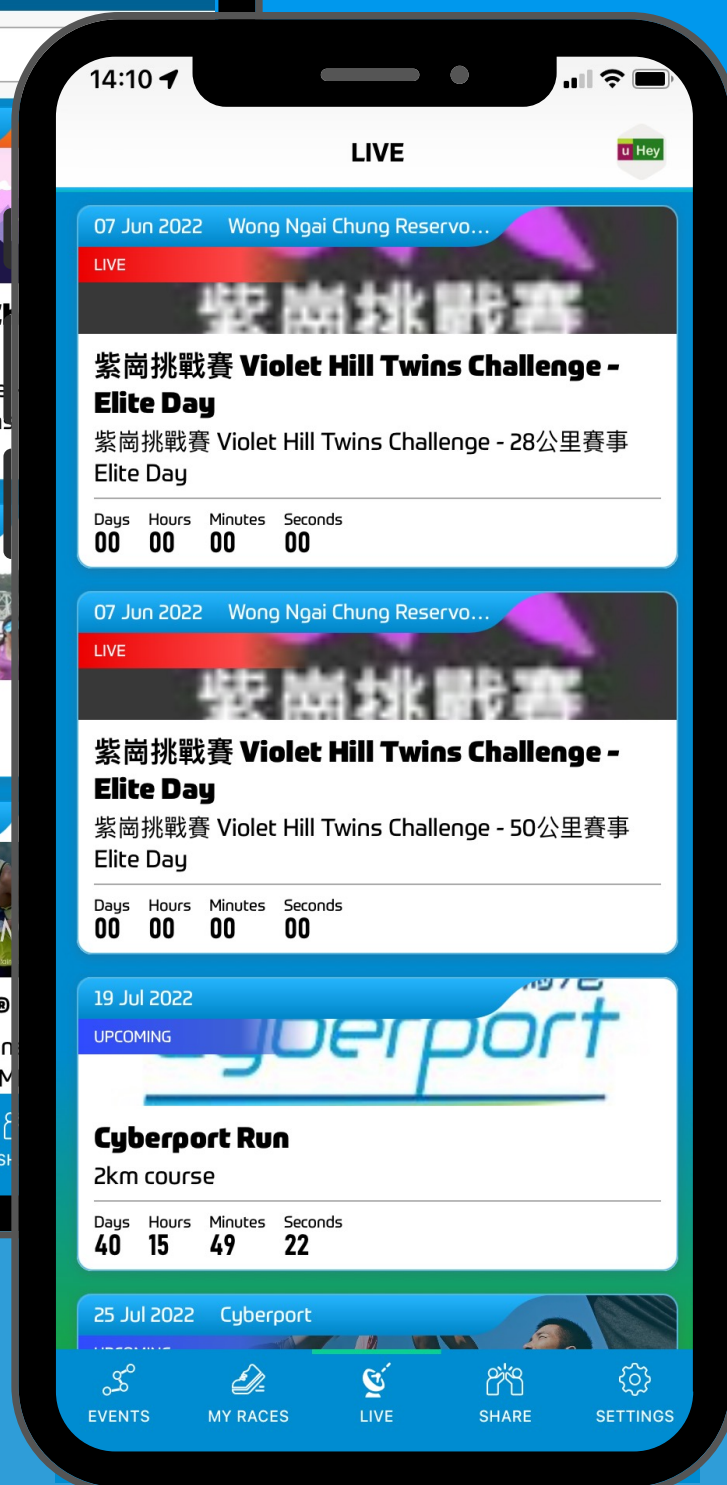 14:10
LIVE
u Hey
07 Jun 2022 Wong Ngai Chung Reservo...
LIVE
紫崗挑戰賽
紫崗挑戰賽 Violet Hill Twins Challenge -
Elite Day
紫崗挑戰賽 Violet Hill Twins Challenge - 28公里賽事
Elite Day
Days Hours Minutes Seconds
00 00 00 00
07 Jun 2022 Wong Ngai Chung Reservo...
LIVE
紫崗挑戰賽
紫崗挑戰賽 Violet Hill Twins Challenge -
Elite Day
紫崗挑戰賽 Violet Hill Twins Challenge - 50公里賽事
Elite Day
Days Hours Minutes Seconds
00 00 00 00
19 Jul 2022
UPCOMING
cyberport
Cyberport Run
2km course
Days Hours Minutes Seconds
40 15 49 22
25 Jul 2022 Cyberport
UPCOMING
EVENTS MY RACES LIVE SHARE SETTINGS